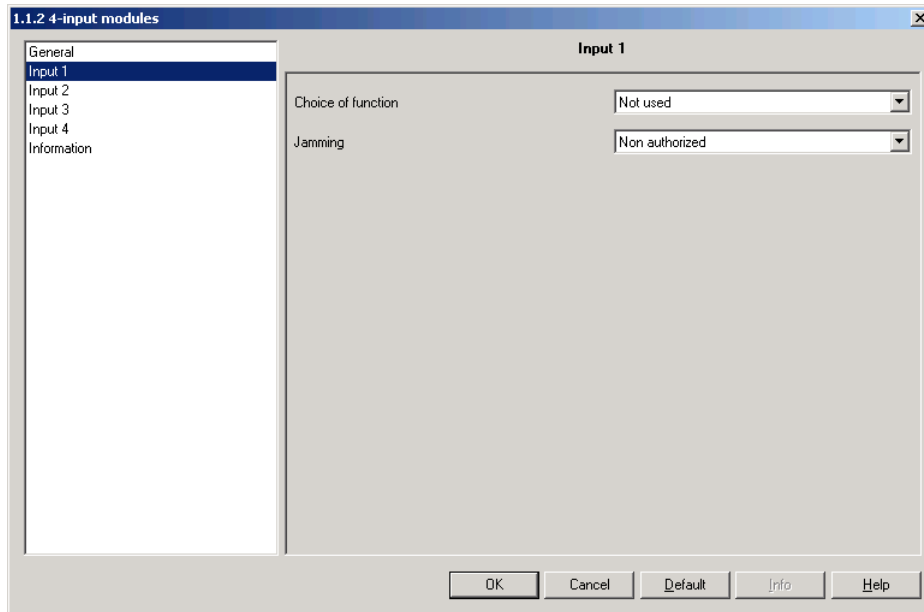 1.1.2 4-input modules
General
Input 1
Input 2
Input 3
Input 4
Information
Input 1
Choice of function
Not used
Jamming
Non authorized
OK
Cancel
Default
Info
Help